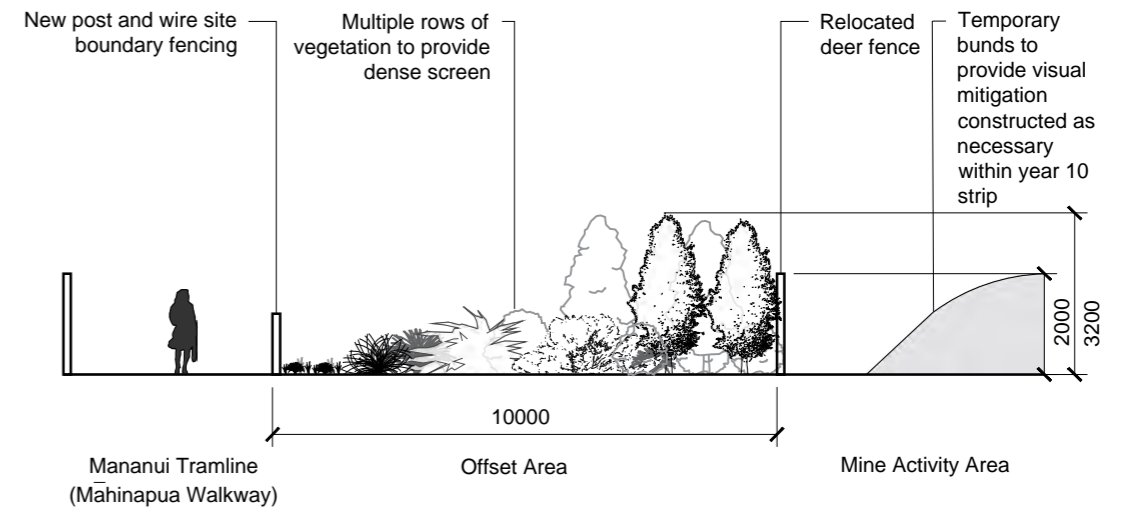 New post and wire site
boundary fencing
Multiple rows of
vegetation to provide
dense screen
Relocated
deer fence
Temporary
bunds to
provide visual
mitigation
constructed as
necessary
within year 10
strip
2000
3200
10000
Mananui Tramline
(Māhinapua Walkway)
Offset Area
Mine Activity Area